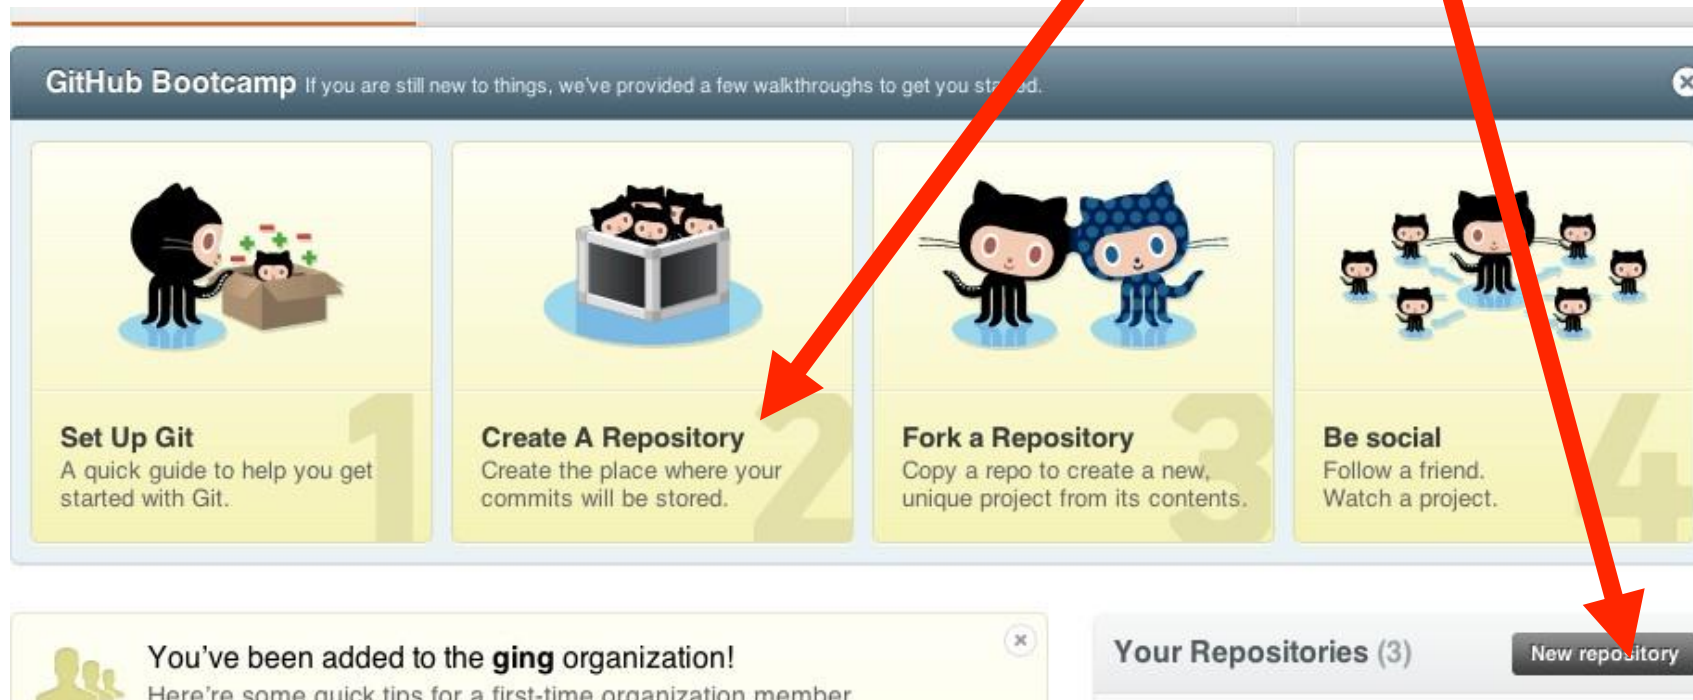 GitHub Bootcamp If you are still new to things, we've provided a few walkthroughs to get you started.
1
Set Up Git
A quick guide to help you get
started with Git.
2
Create A Repository
Create the place where your
commits will be stored.
3
Fork a Repository
Copy a repo to create a new,
unique project from its contents.
4
Be social
Follow a friend.
Watch a project.
You've been added to the ging organization!
Here're some quick tips for a first-time organization member
Your Repositories (3)
New repository